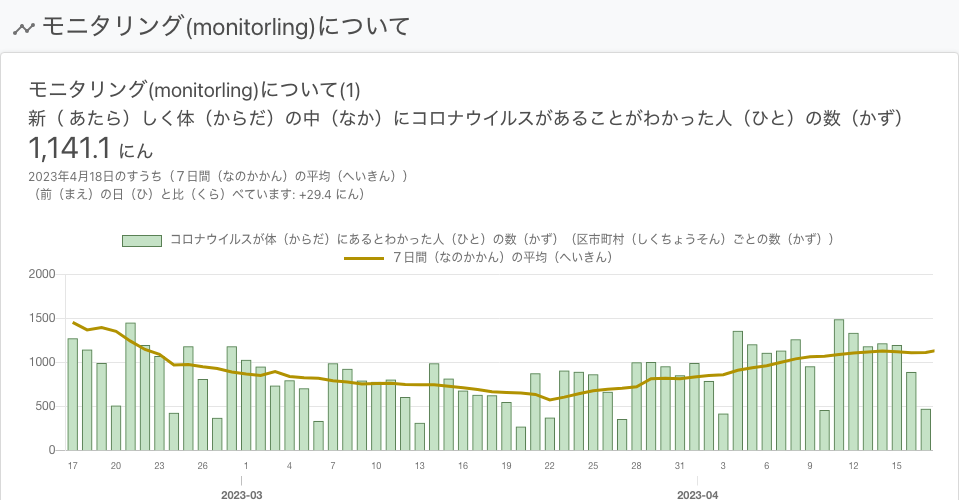 モニタリング(monitorling)について
モニタリング(monitorling)について(1)
新（ あたら）しく体（からだ）の中（なか）にコロナウイルスがあることがわかった人（ひと）の数（かず）
1,141.1 にん
2023年4月18日のすうち（７日間（なのかかん）の平均（へいきん））
（前（まえ）の日（ひ）と比（くら）べています: +29.4 にん）
コロナウイルスが体（からだ）にあるとわかった人（ひと）の数（かず）（区市町村（しくちょうそん）ごとの数（かず））
７日間（なのかかん）の平均（へいきん）
2000
1500
1000
500
0
17 20 23 26 1 4 7 10 13 16 19 22 25 28 31 3 6 9 12 15
2023-03 2023-04